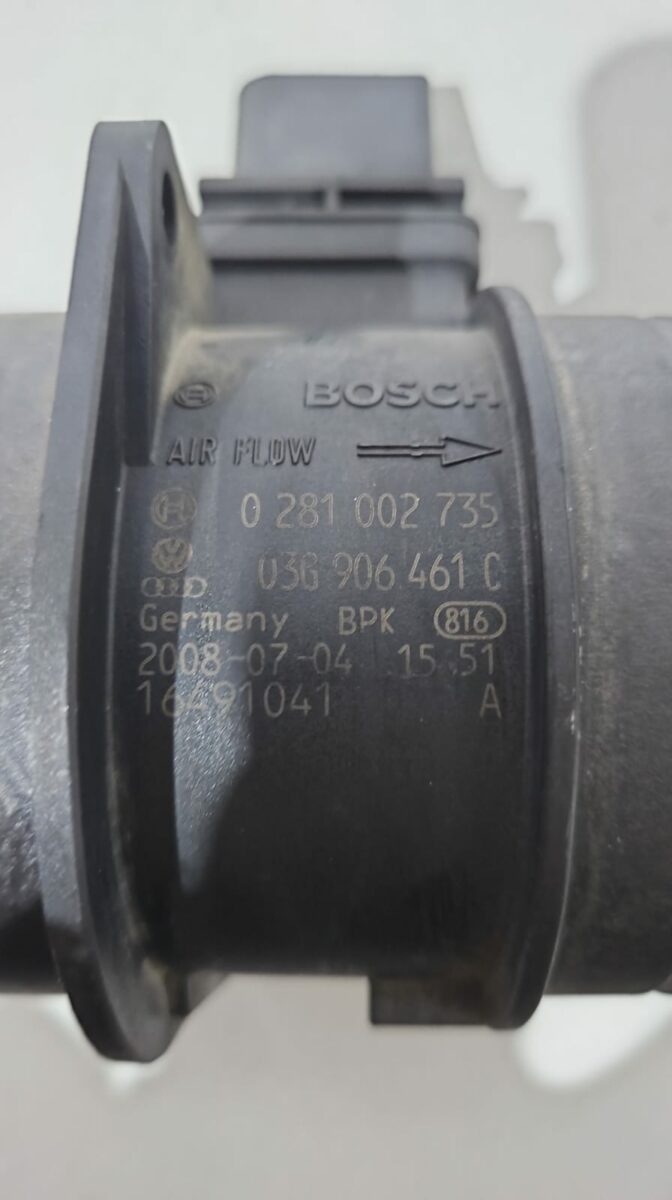 BOSCH
AIR FLOW
0 281 002 735
03G 906 461 C
Germany BPK 816
2008-07-04 15 51
16491041 A